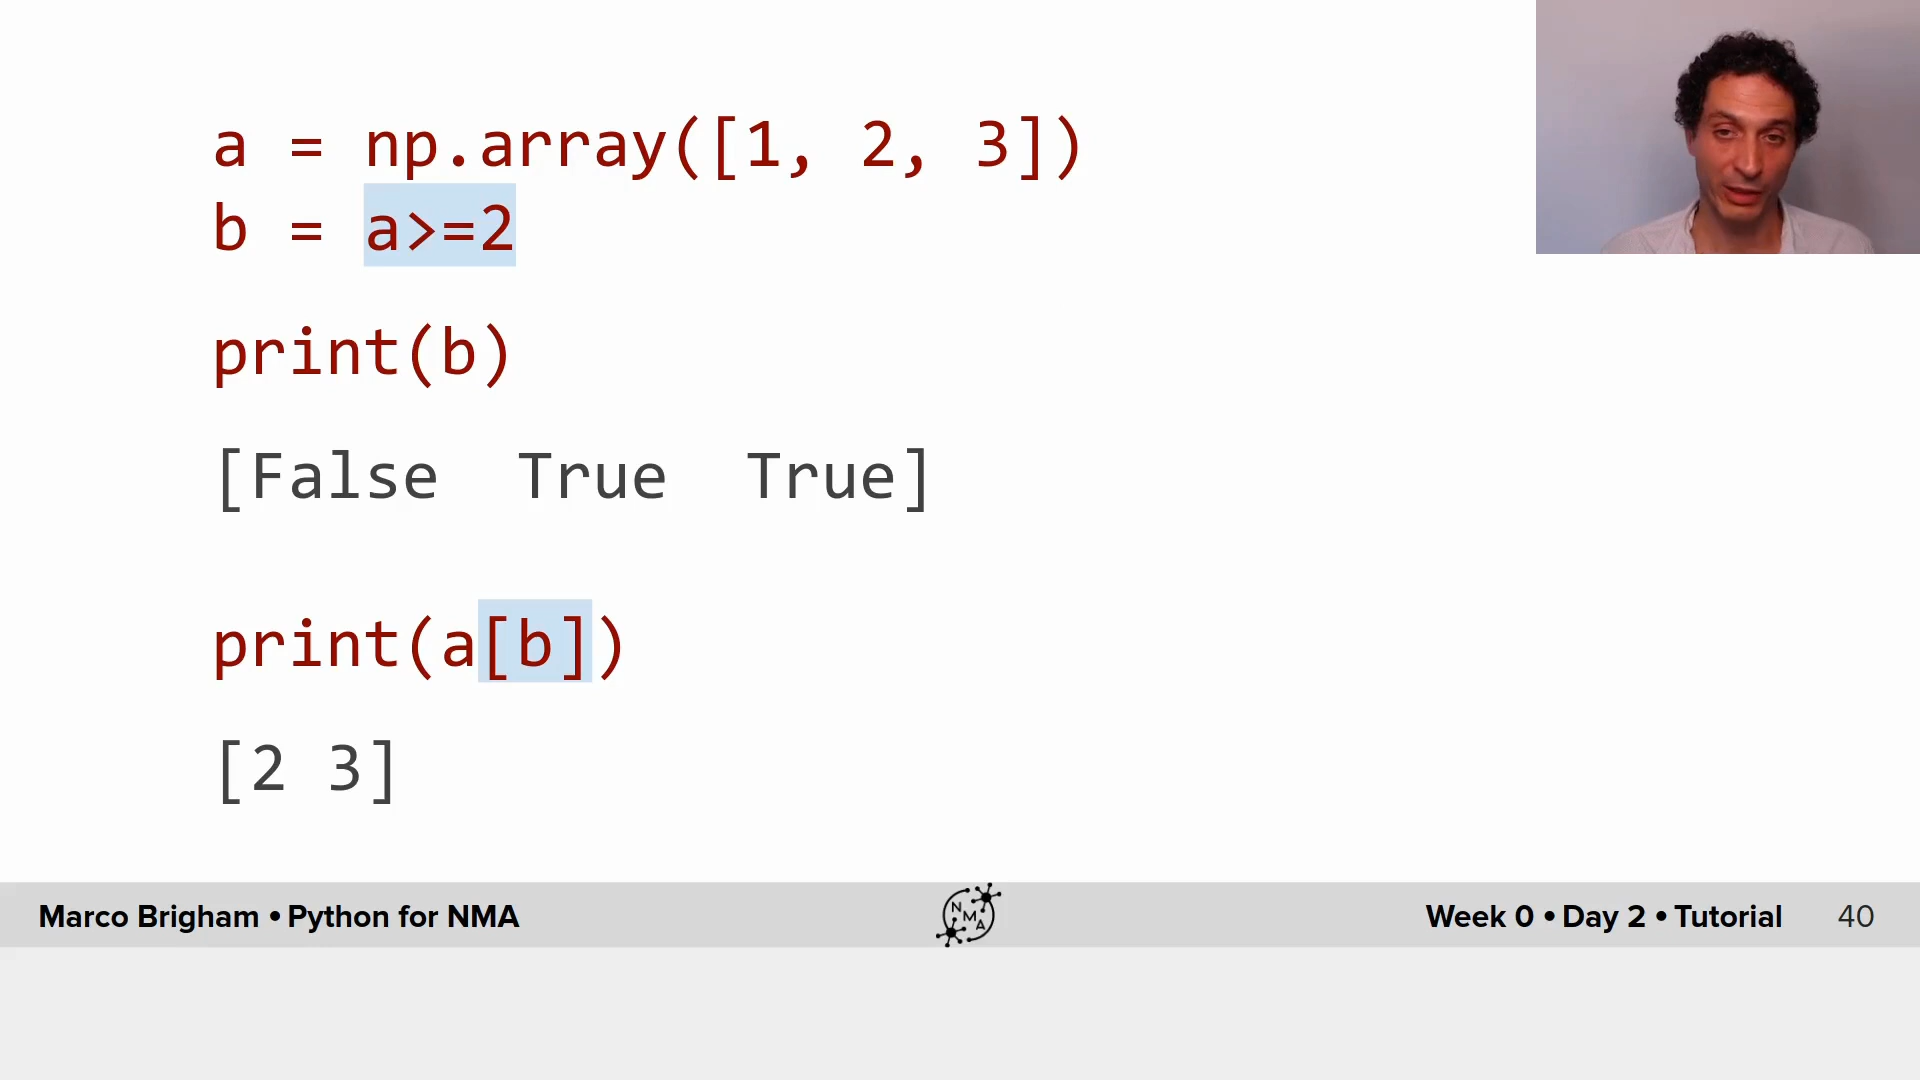 a = np.array([1, 2, 3])
b = a>=2
print(b)
[False  True  True]
print(a[b])
[2 3]
Marco Brigham • Python for NMA
NMA
Week 0 • Day 2 • Tutorial
40